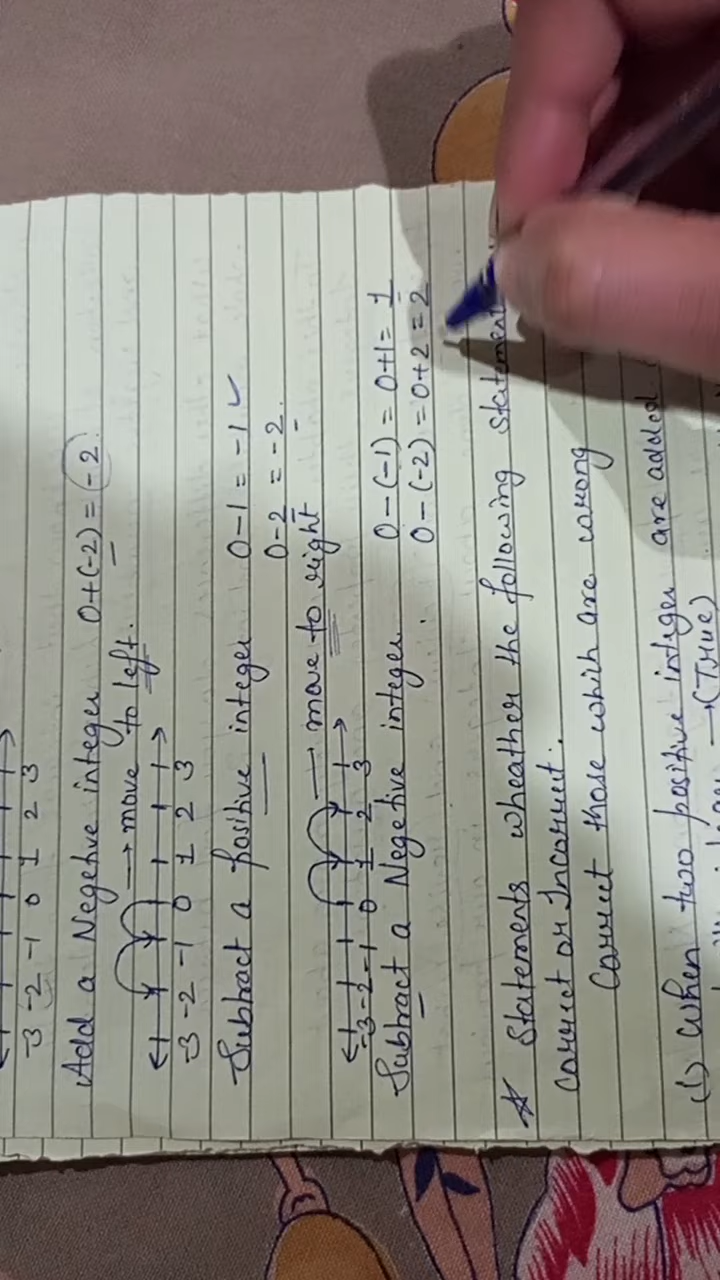 -3 -2 -1 0 1 2 3
Add a Negetive integer 0+(-2) = -2.
→ move to left.
-3 -2 -1 0 1 2 3
Subtract a positive integer 0-1 = -1 ✓
0-2 = -2.
→ move to right
-3 -2 -1 0 1 2 3
Subtract a Negetive integer. 0-(-1) = 0+1 = 1
0-(-2) = 0+2 = 2
☆ Statements wheather the following statement
Correct or Incorrect.
Correct those which are wrong
(1) When two positive integer are added.
→(True)